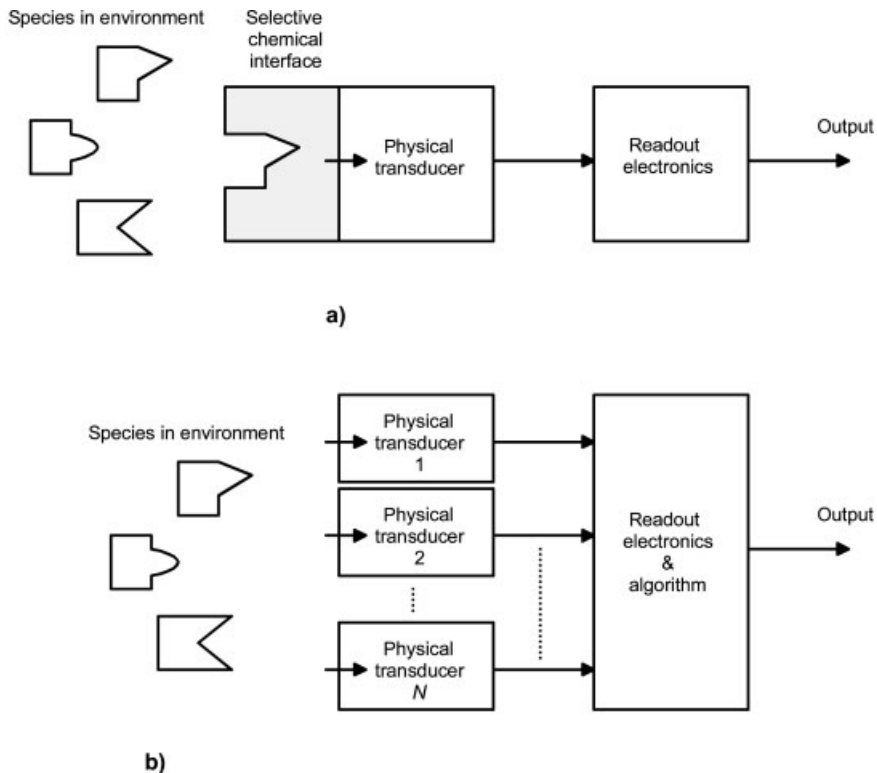 Species in environment
Selective
chemical
interface
Physical
transducer
Readout
electronics
Output
a)
Species in environment
Physical
transducer
1
Physical
transducer
2
Physical
transducer
N
Readout
electronics
&
algorithm
Output
b)